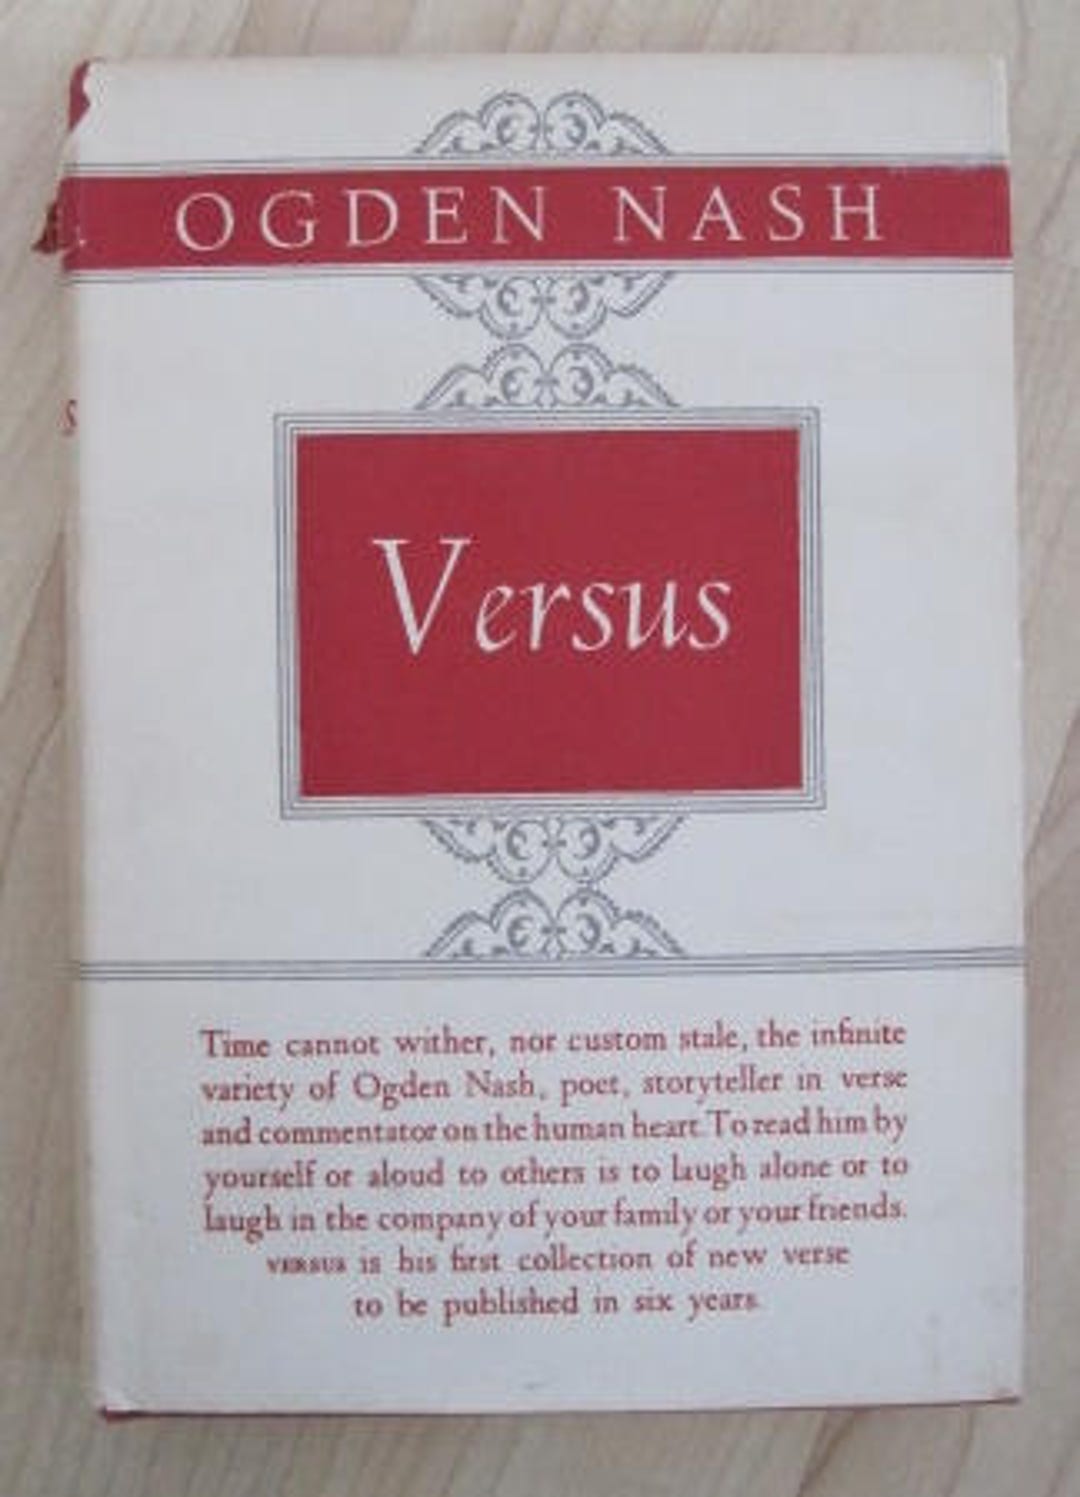 OGDEN NASH
Versus
Time cannot wither, nor custom stale, the infinite
variety of Ogden Nash, poet, storyteller in verse
and commentator on the human heart. To read him by
yourself or aloud to others is to laugh alone or to
laugh in the company of your family or your friends.
VERSUS is his first collection of new verse
to be published in six years.